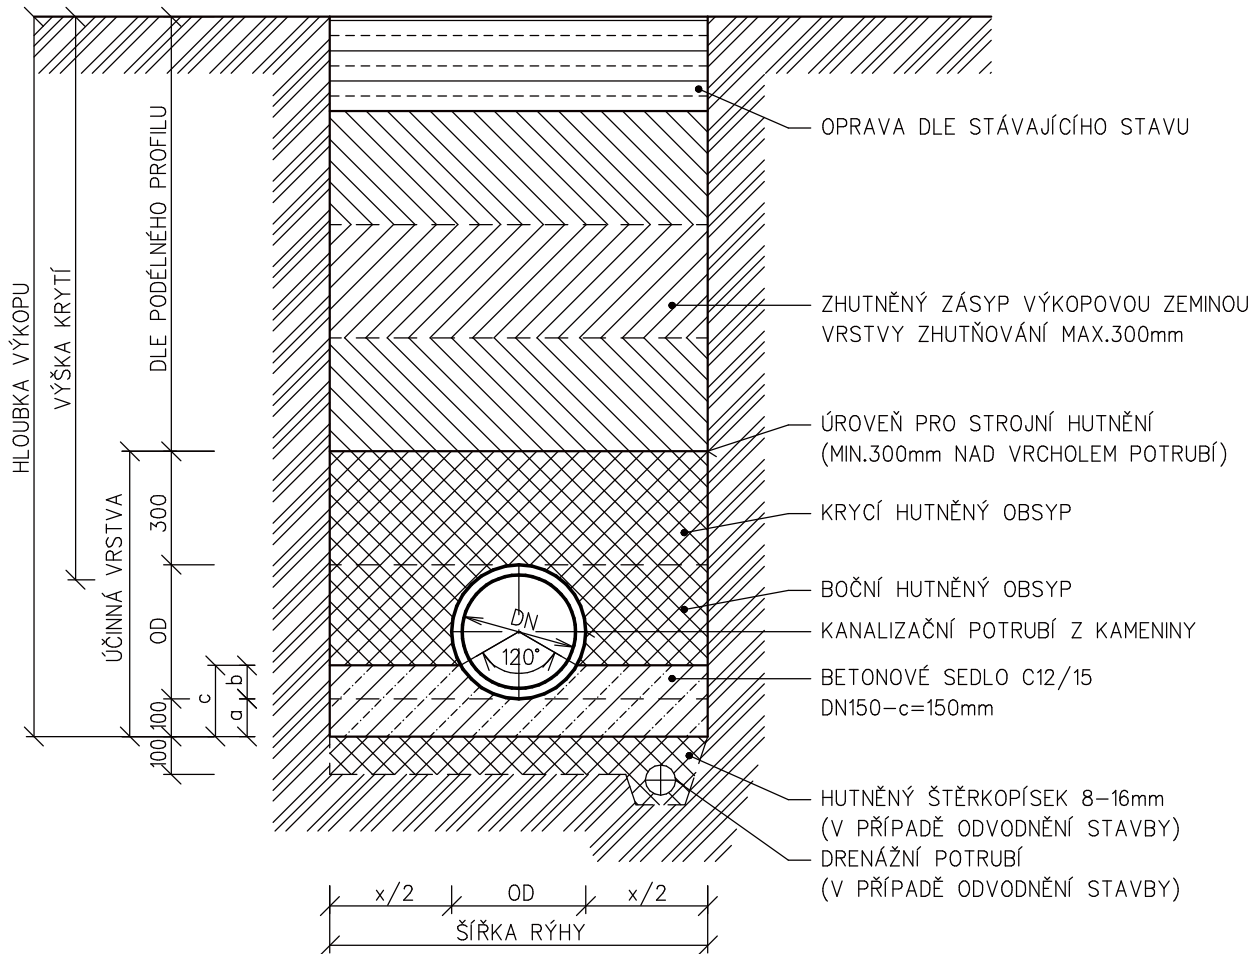 OPRAVA DLE STÁVAJÍCÍHO STAVU
ZHUTNĚNÝ ZÁSYP VÝKOPOVOU ZEMINOU
VRSTVY ZHUTŇOVÁNÍ MAX.300mm
ÚROVEŇ PRO STROJNÍ HUTNĚNÍ
(MIN.300mm NAD VRCHOLEM POTRUBÍ)
KRYCÍ HUTNĚNÝ OBSYP
BOČNÍ HUTNĚNÝ OBSYP
KANALIZAČNÍ POTRUBÍ Z KAMENINY
BETONOVÉ SEDLO C12/15
DN150-c=150mm
HUTNĚNÝ ŠTĚRKOPÍSEK 8-16mm
(V PŘÍPADĚ ODVODNĚNÍ STAVBY)
DRENÁŽNÍ POTRUBÍ
(V PŘÍPADĚ ODVODNĚNÍ STAVBY)
HLOUBKA VÝKOPU
VÝŠKA KRYTÍ
ÚČINNÁ VRSTVA
DLE PODÉLNÉHO PROFILU
300
OD
100
100
c
b
a
DN
120°
x/2
OD
x/2
ŠÍŘKA RÝHY